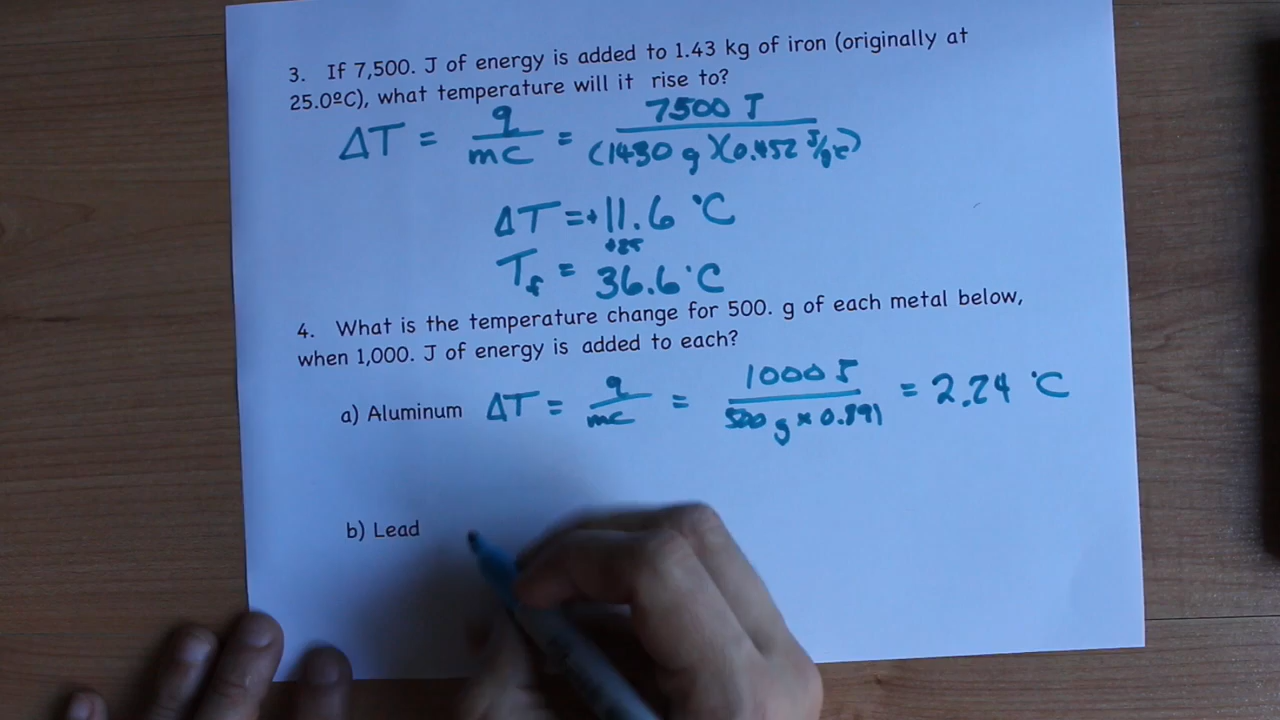 3. If 7,500. J of energy is added to 1.43 kg of iron (originally at
25.0ºC), what temperature will it rise to?
ΔT = q/mc = 7500 J/(1430 g)(0.452 J/g°C)
ΔT = +11.6 °C
+25
Tf = 36.6 °C
4. What is the temperature change for 500. g of each metal below,
when 1,000. J of energy is added to each?
a) Aluminum ΔT = q/mc = 1000 J/500 g × 0.891 = 2.24 °C
b) Lead